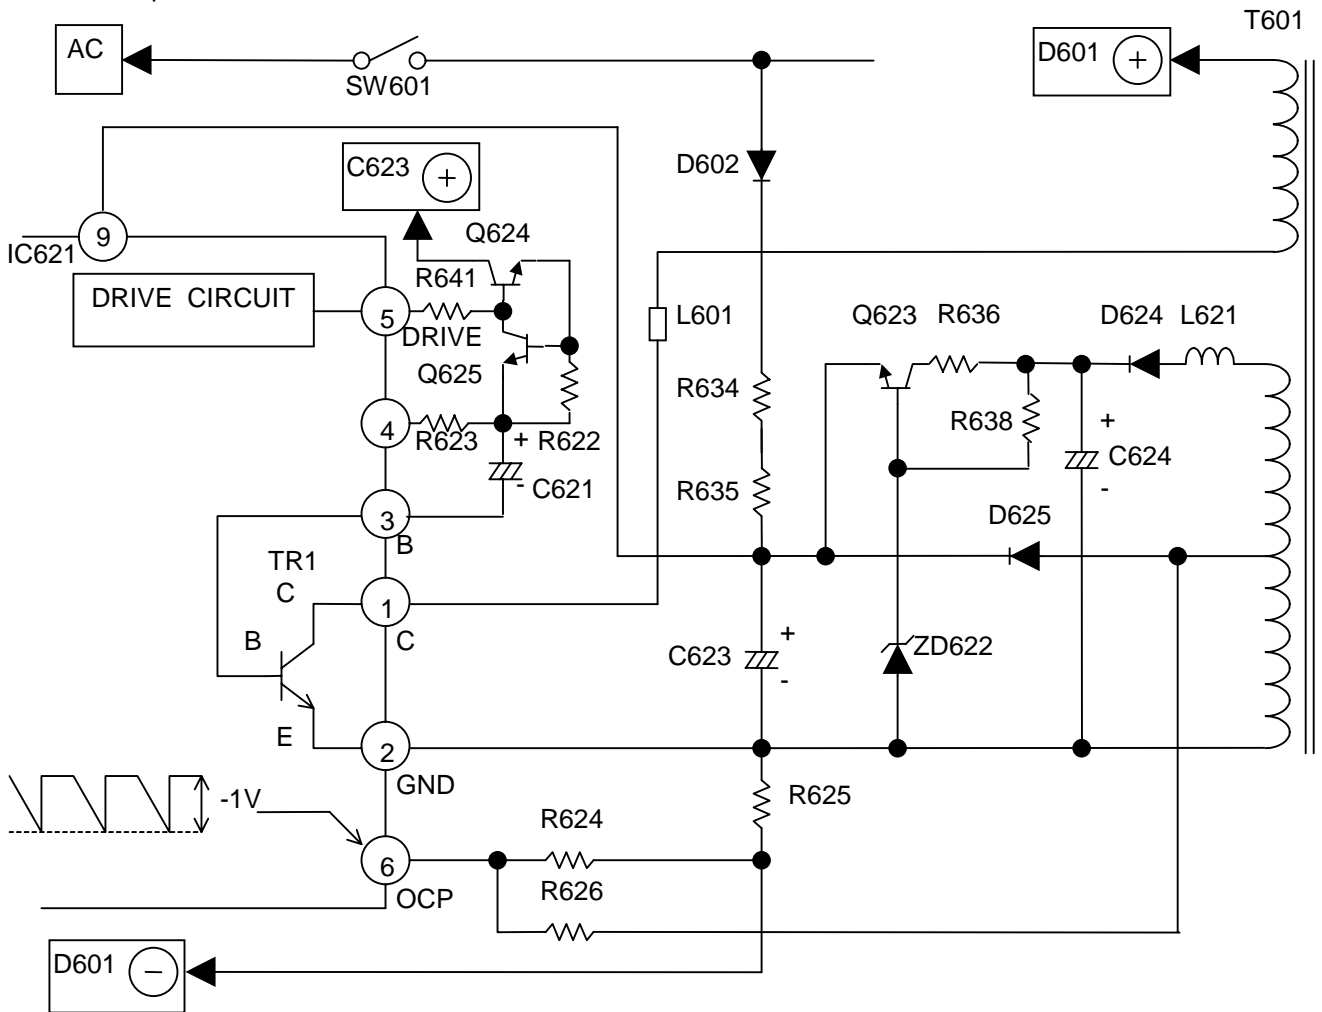 T601
AC
SW601
D601 +
D602
C623 +
Q624
9
IC621
R641
DRIVE CIRCUIT
5
DRIVE
L601
Q623 R636 D624 L621
Q625
R634
R638
+
C624
-
4
R623
+ R622
- C621
R635
3
B
D625
TR1
C
1
C
B
C623
+
-
ZD622
E
2
GND
-1V
R625
R624
6
OCP
R626
D601 −